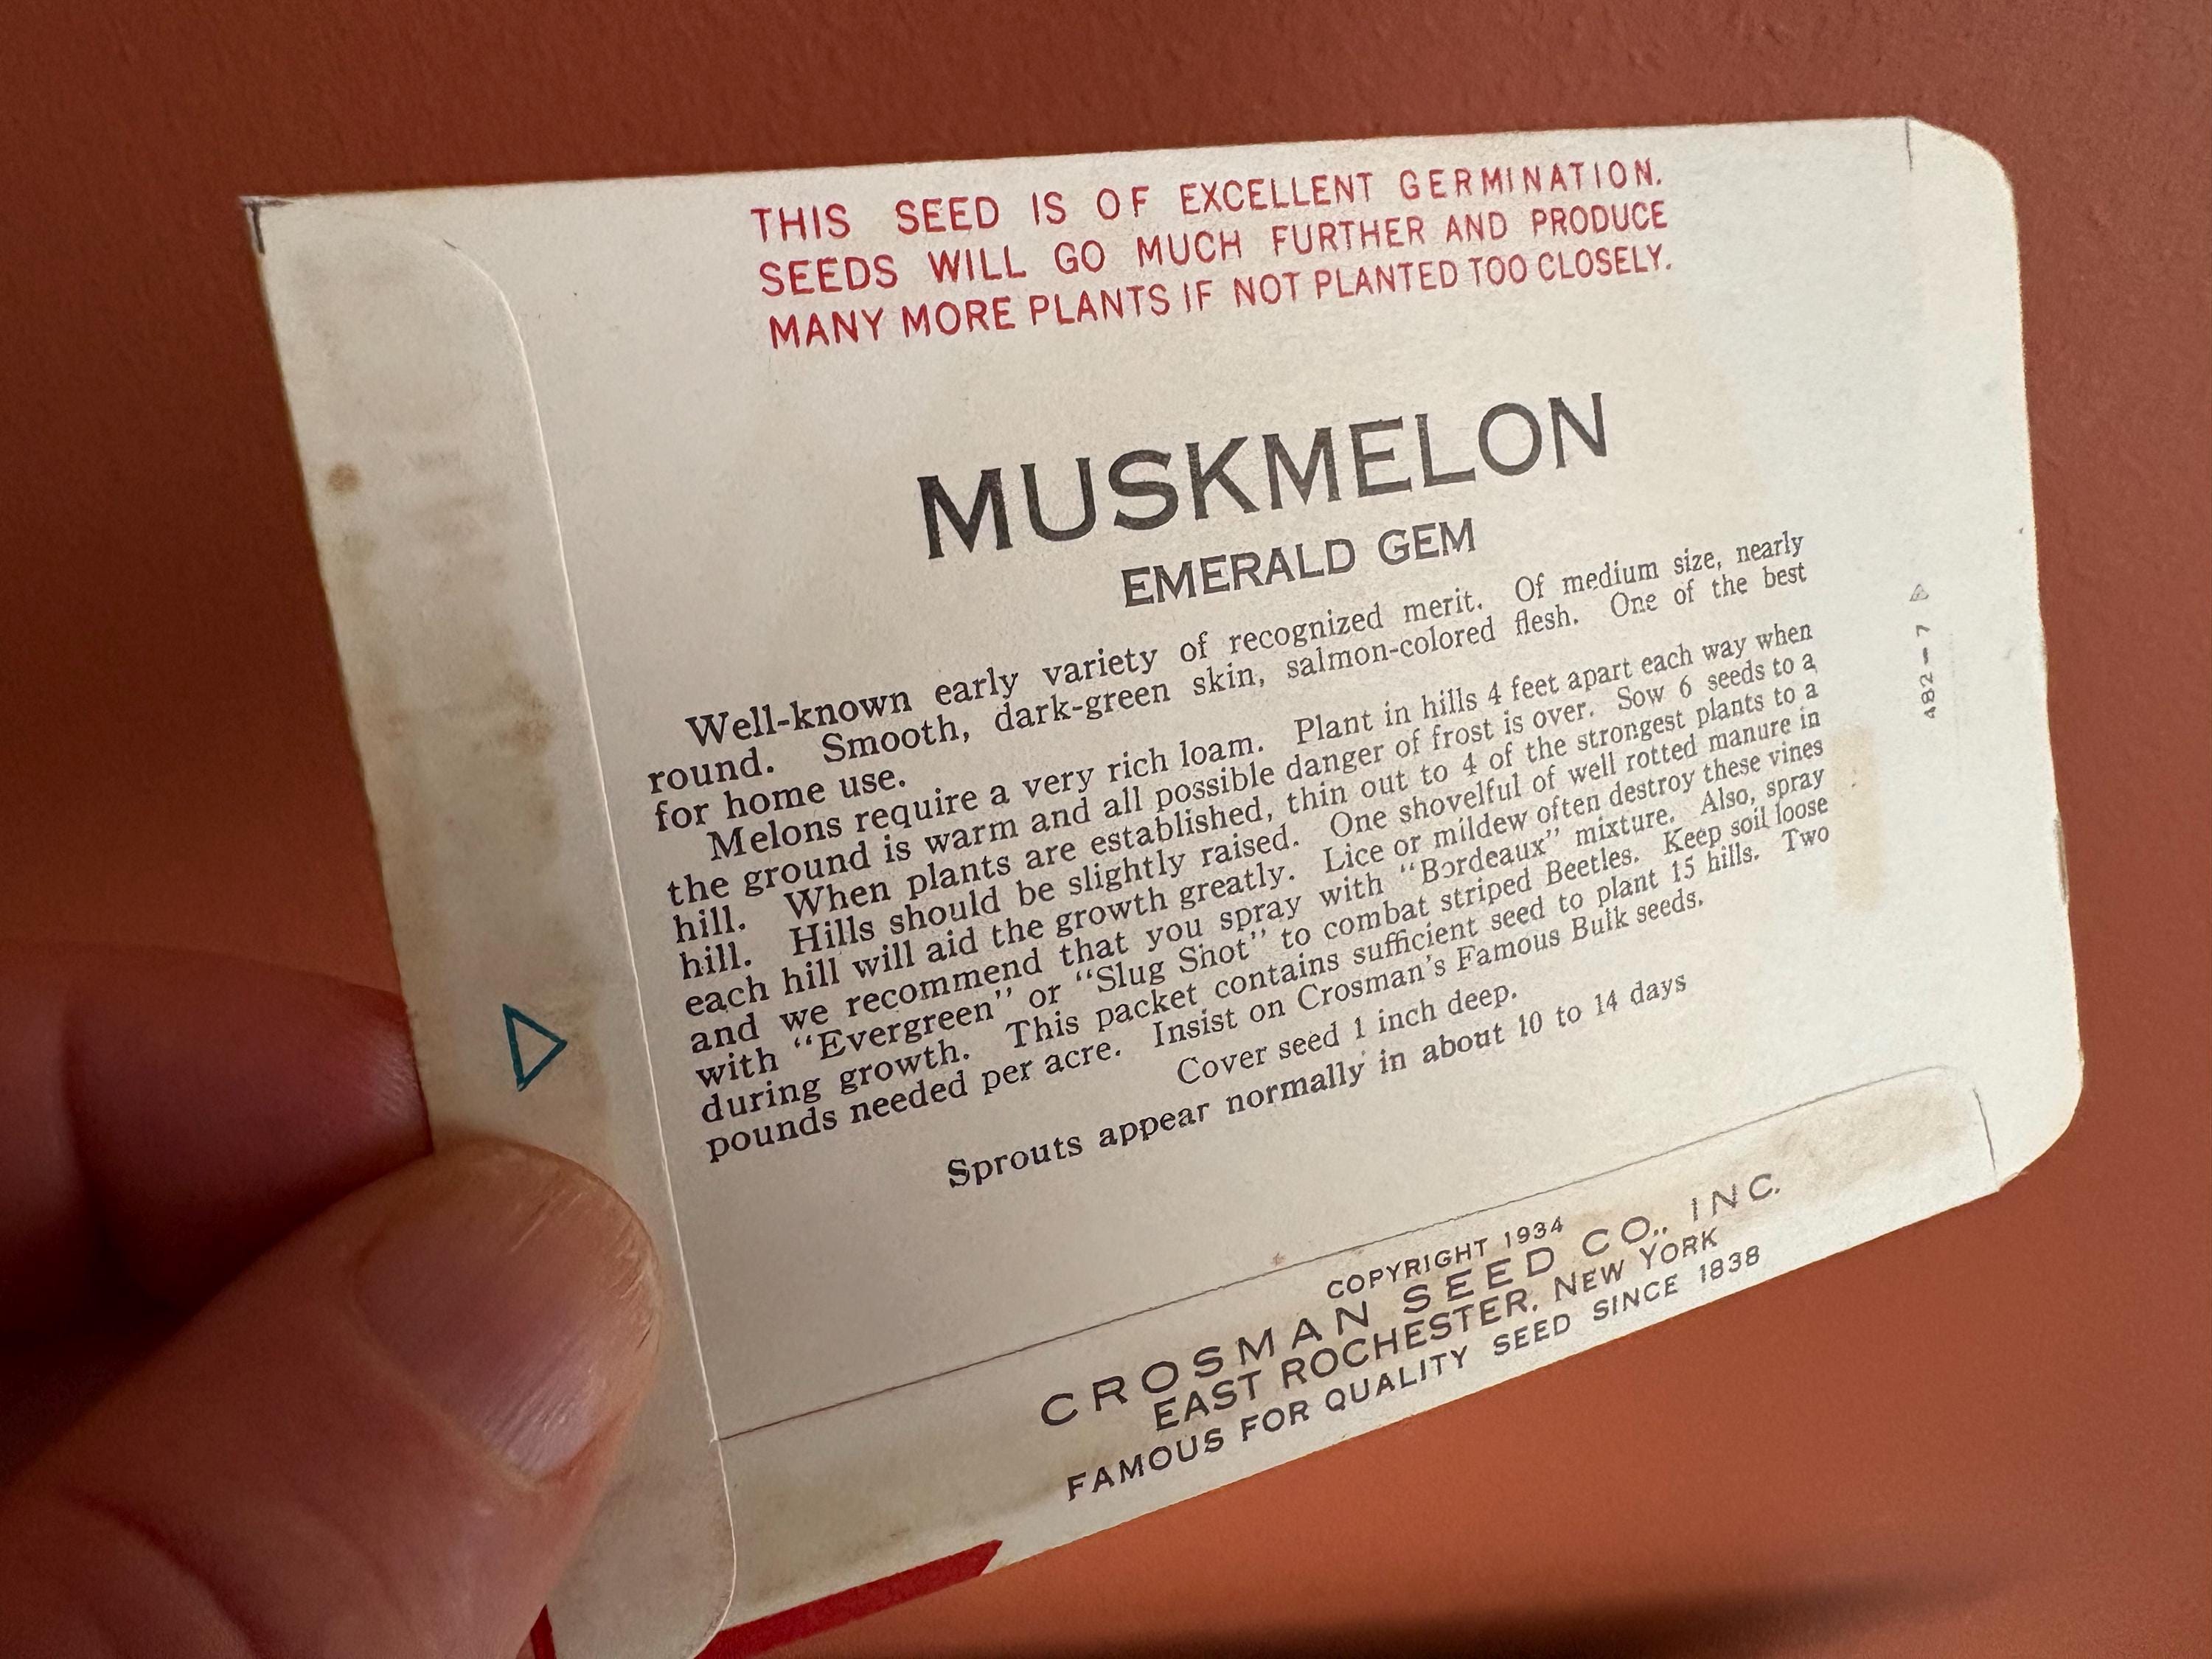 THIS SEED IS OF EXCELLENT GERMINATION.
SEEDS WILL GO MUCH FURTHER AND PRODUCE
MANY MORE PLANTS IF NOT PLANTED TOO CLOSELY.
MUSKMELON
EMERALD GEM
Well-known early variety of recognized merit. Of medium size, nearly
round. Smooth, dark-green skin, salmon-colored flesh. One of the best
for home use.
Melons require a very rich loam. Plant in hills 4 feet apart each way when
the ground is warm and all possible danger of frost is over. Sow 6 seeds to a
hill. When plants are established, thin out to 4 of the strongest plants to a
hill. Hills should be slightly raised. One shovelful of well rotted manure in
each hill will aid the growth greatly. Lice or mildew often destroy these vines
and we recommend that you spray with "Bordeaux" mixture. Also, spray
with "Evergreen" or "Slug Shot" to combat striped Beetles. Keep soil loose
during growth. This packet contains sufficient seed to plant 15 hills. Two
pounds needed per acre. Insist on Crosman's Famous Bulk seeds.
Cover seed 1 inch deep.
Sprouts appear normally in about 10 to 14 days
482-7
COPYRIGHT 1934
CROSMAN SEED CO., INC.
EAST ROCHESTER, NEW YORK
FAMOUS FOR QUALITY SEED SINCE 1838